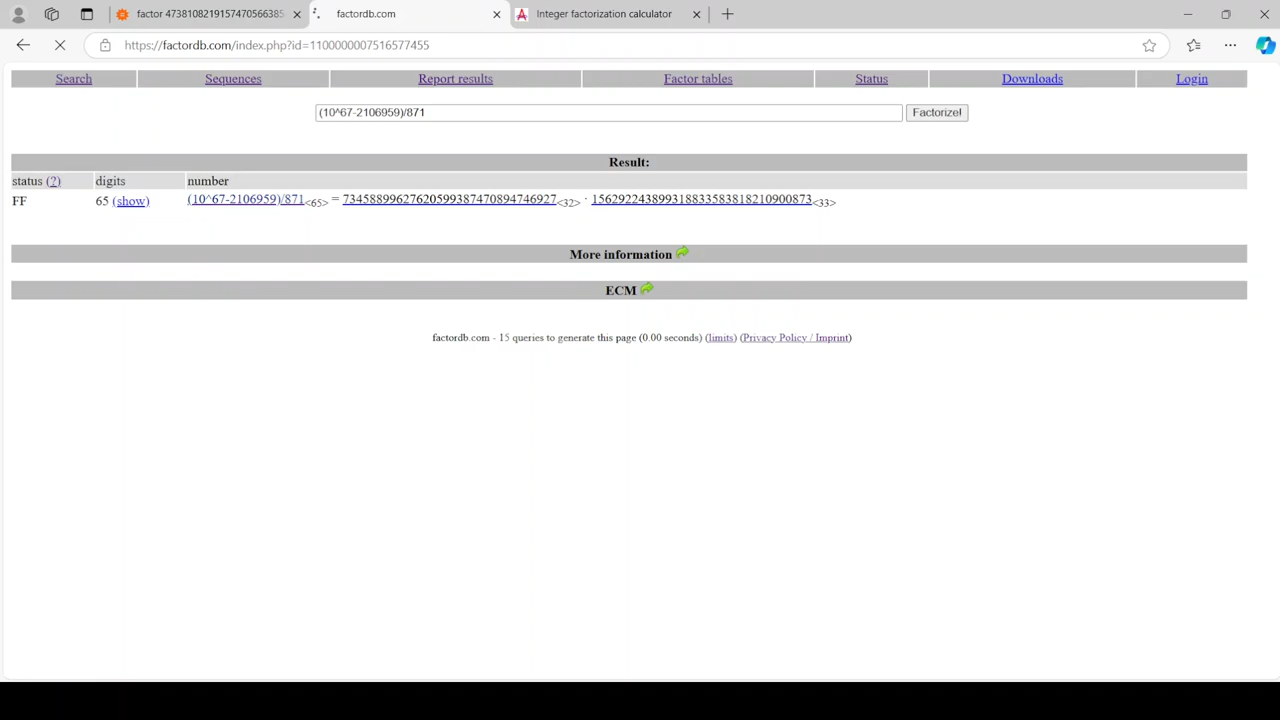 factor 4738108219157470566385
factordb.com
Integer factorization calculator
https://factordb.com/index.php?id=1100000007516577455
Search Sequences Report results Factor tables Status Downloads Login
(10^67-2106959)/871 Factorize!
Result:
status (?) digits number
FF 65 (show) (10^67-2106959)/871<65> = 73458899627620599387470894746927<32> · 156292243899318833583818210900873<33>
More information
ECM
factordb.com - 15 queries to generate this page (0.00 seconds) (limits) (Privacy Policy / Imprint)